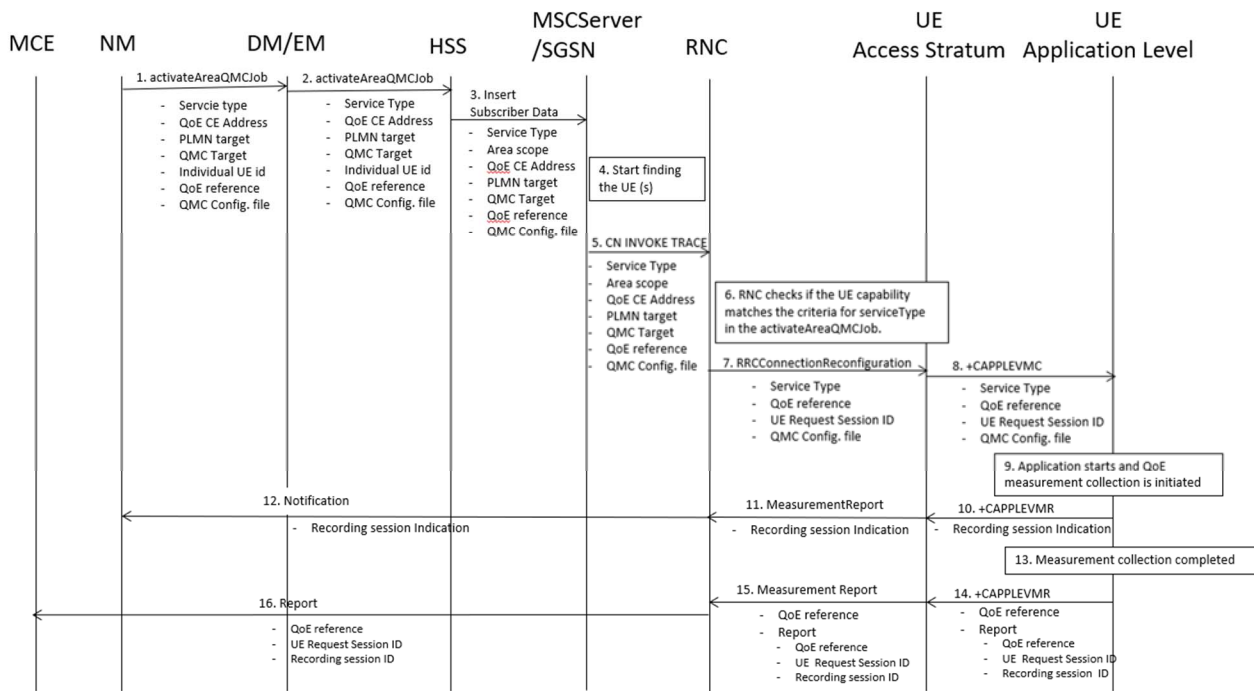 MCE
NM
DM/EM
HSS
MSCServer
/SGSN
RNC
UE
Access Stratum
UE
Application Level
1. activateAreaQMCJob
- Servcie type
- QoE CE Address
- PLMN target
- QMC Target
- Individual UE id
- QoE reference
- QMC Config. file
2. activateAreaQMCJob
- Service Type
- QoE CE Address
- PLMN target
- QMC Target
- Individual UE id
- QoE reference
- QMC Config. file
3. Insert
Subscriber Data
- Service Type
- Area scope
- QoE CE Address
- PLMN target
- QMC Target
- QoE reference
- QMC Config. file
4. Start finding
the UE (s)
5. CN INVOKE TRACE
- Service Type
- Area scope
- QoE CE Address
- PLMN target
- QMC Target
- QoE reference
- QMC Config. file
6. RNC checks if the UE capability
matches the criteria for serviceType
in the activateAreaQMCJob.
7. RRCConnectionReconfiguration
- Service Type
- QoE reference
- UE Request Session ID
- QMC Config. file
8. +CAPPLEVMC
- Service Type
- QoE reference
- UE Request Session ID
- QMC Config. file
9. Application starts and QoE
measurement collection is initiated
12. Notification
- Recording session Indication
11. MeasurementReport
- Recording session Indication
10. +CAPPLEVMR
- Recording session Indication
13. Measurement collection completed
16. Report
- QoE reference
- UE Request Session ID
- Recording session ID
15. Measurement Report
- QoE reference
- Report
- QoE reference
- UE Request Session ID
- Recording session ID
14. +CAPPLEVMR
- QoE reference
- Report
- QoE reference
- UE Request Session ID
- Recording session ID